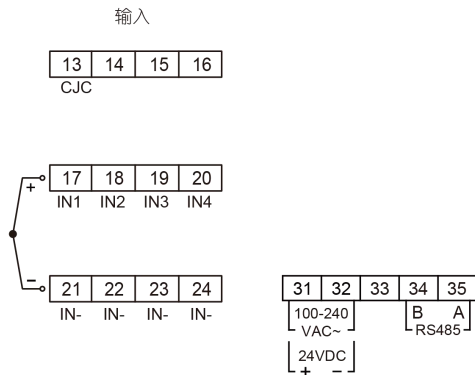 输入
13 14 15 16
CJC
17 18 19 20
+
IN1 IN2 IN3 IN4
−
21 22 23 24
IN- IN- IN- IN-
31 32 33 34 35
100-240
VAC~
B A
RS485
24VDC
+ −